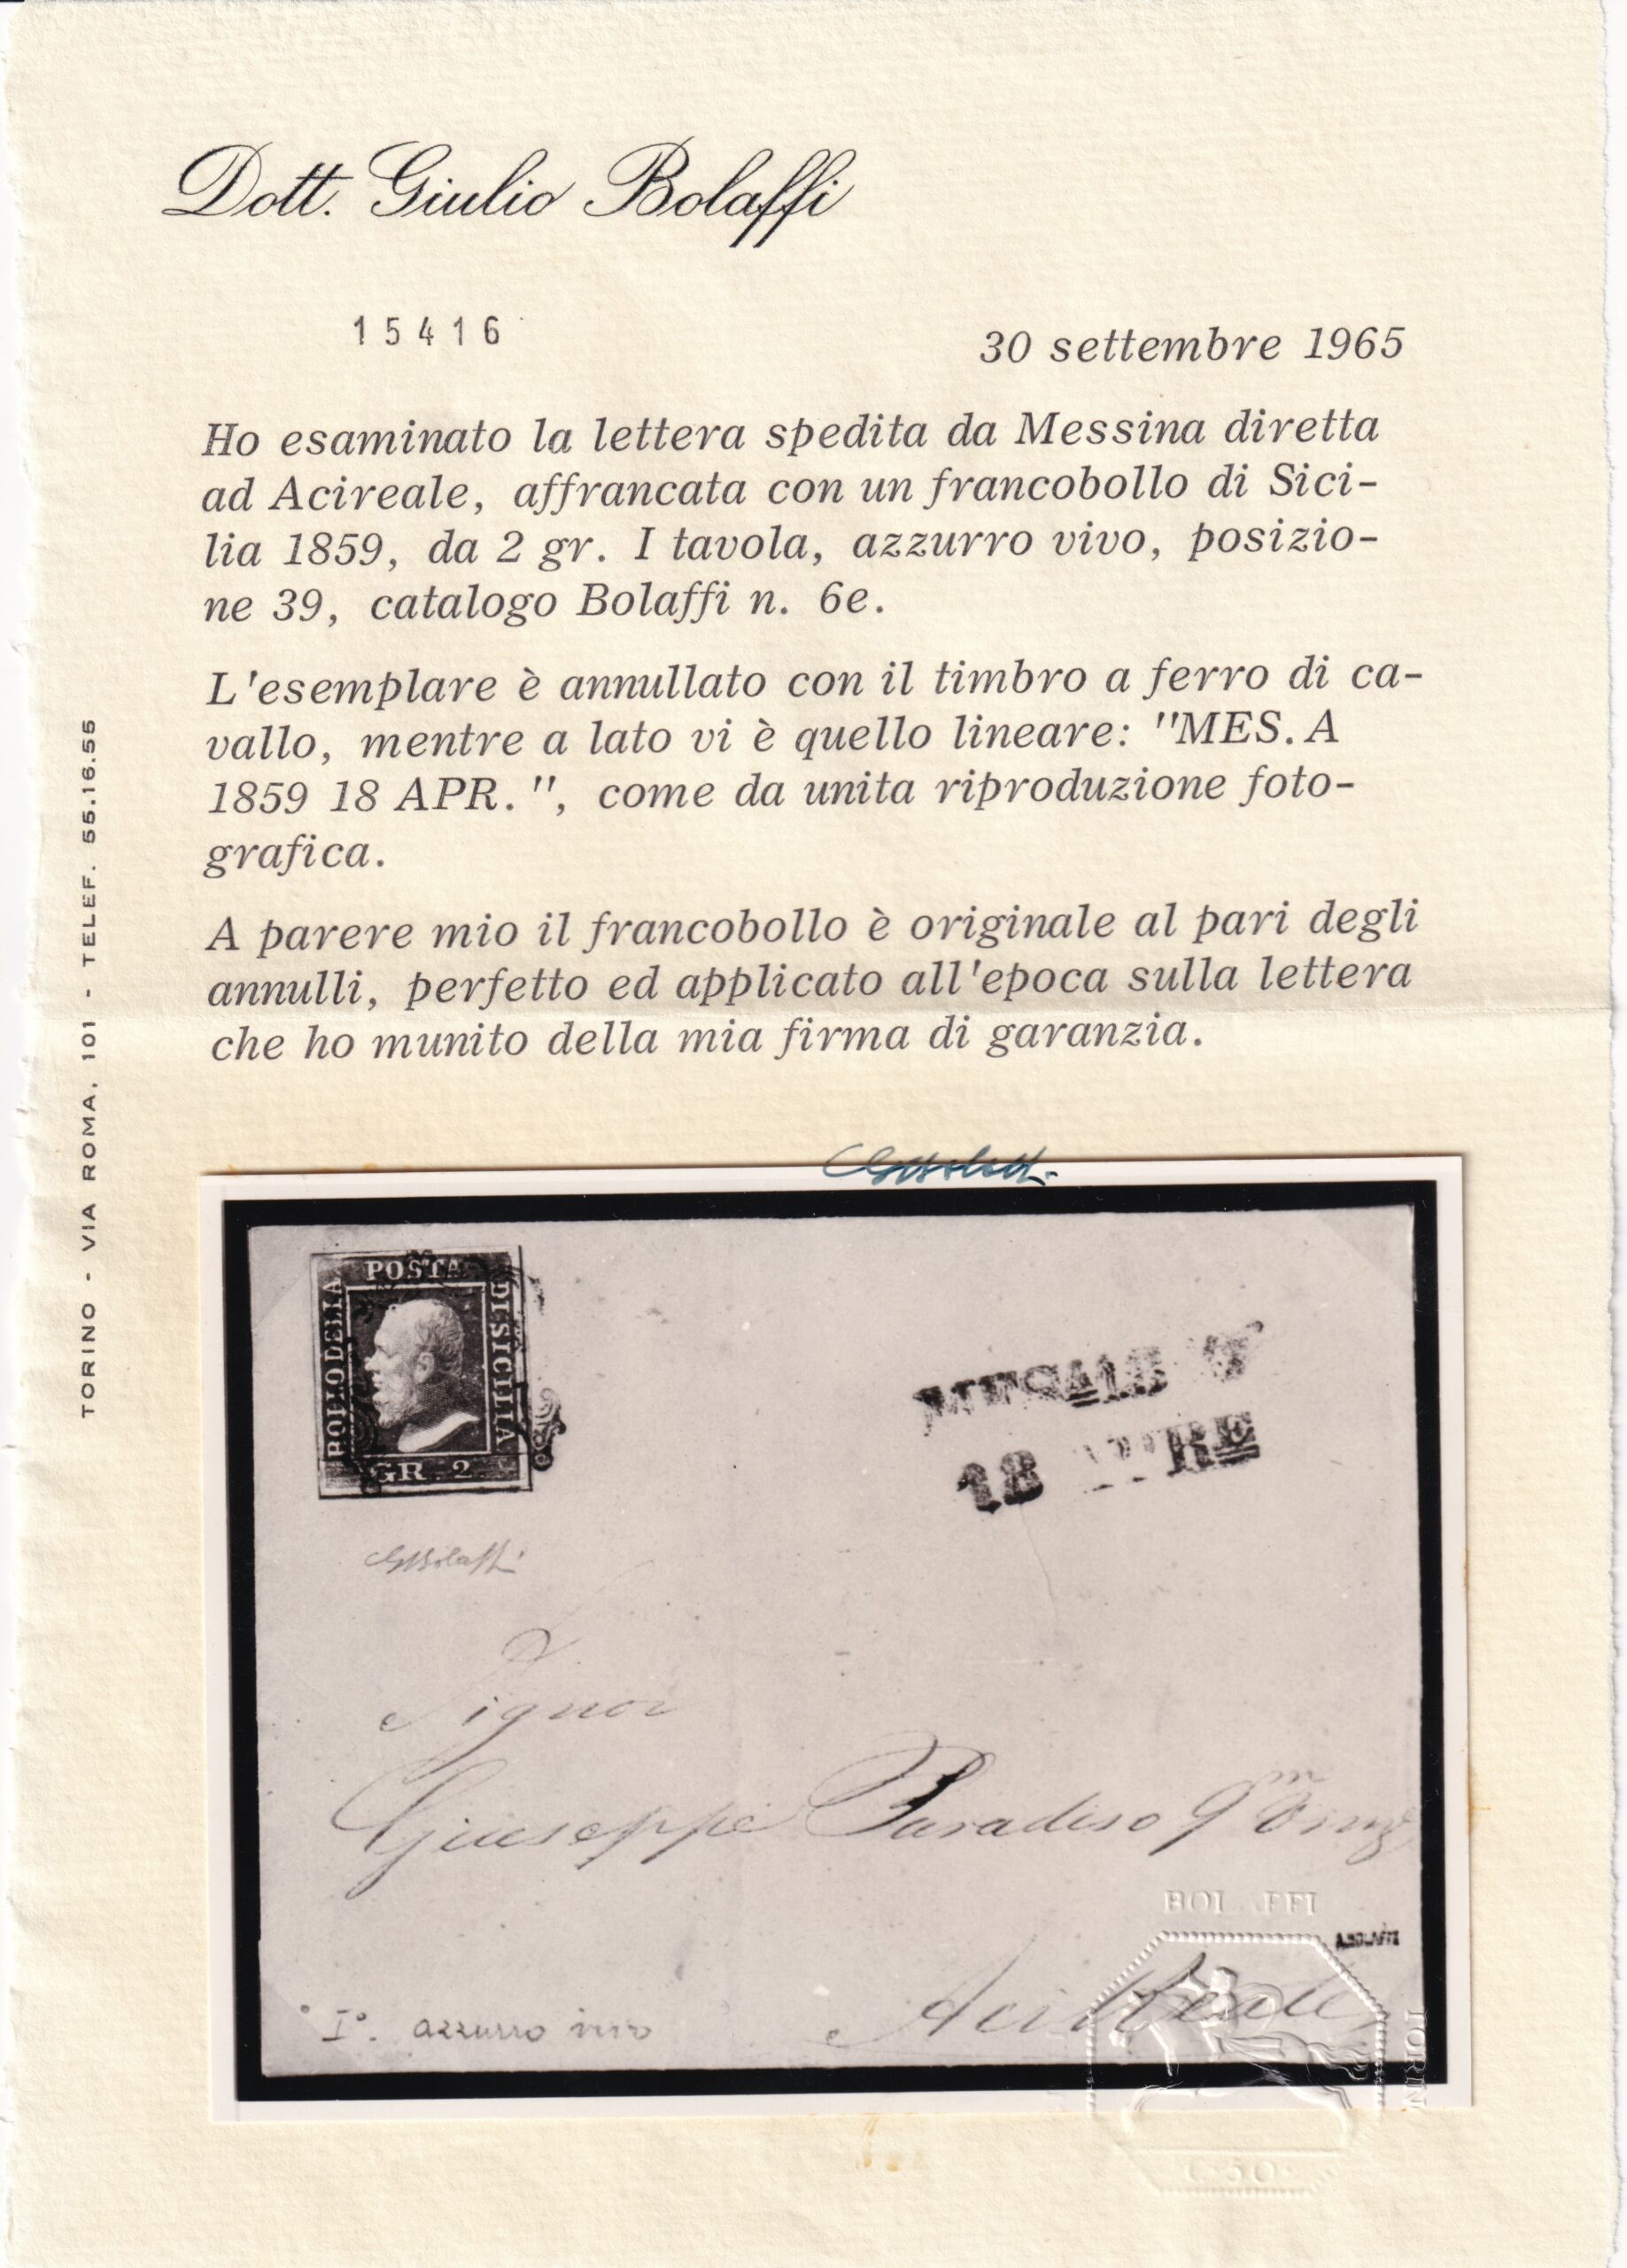 Dott. Giulio Bolaffi
15416
30 settembre 1965
Ho esaminato la lettera spedita da Messina diretta
ad Acireale, affrancata con un francobollo di Sici-
lia 1859, da 2 gr. I tavola, azzurro vivo, posizio-
ne 39, catalogo Bolaffi n. 6e.
L'esemplare è annullato con il timbro a ferro di ca-
vallo, mentre a lato vi è quello lineare: "MES.A
1859 18 APR.", come da unita riproduzione foto-
grafica.
A parere mio il francobollo è originale al pari degli
annulli, perfetto ed applicato all'epoca sulla lettera
che ho munito della mia firma di garanzia.
TORINO - VIA ROMA, 101 - TELEF. 55.16.55
POSTA
BOLLO DELLA
DI SICILIA
GR. 2
18
GBolaffi
Signor
Giuseppe Paradiso
Aci Reale
I° azzurro vivo
BOLAFFI
A.BOLAFFI
TORINO